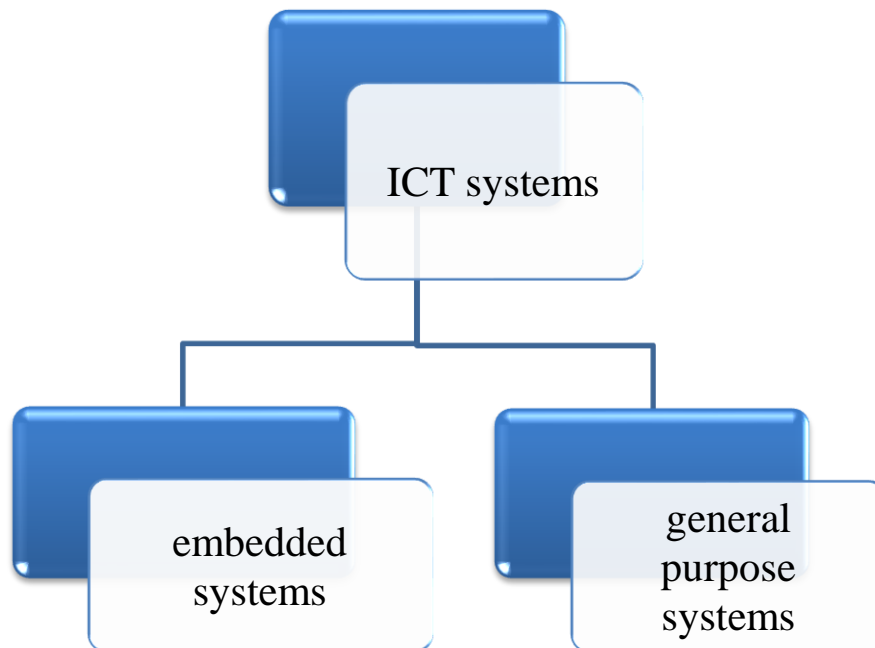 ICT systems
embedded
systems
general
purpose
systems